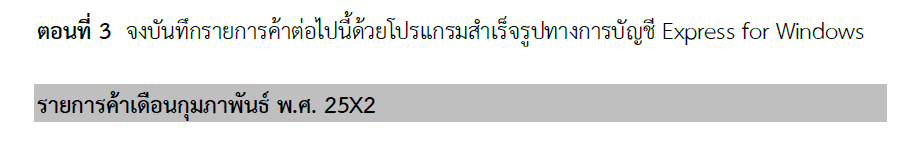 ตอนที่ 3 จงบันทึกรายการค้าต่อไปนี้ด้วยโปรแกรมสำเร็จรูปทางการบัญชี Express for Windows
รายการค้าเดือนกุมภาพันธ์ พ.ศ. 25X2